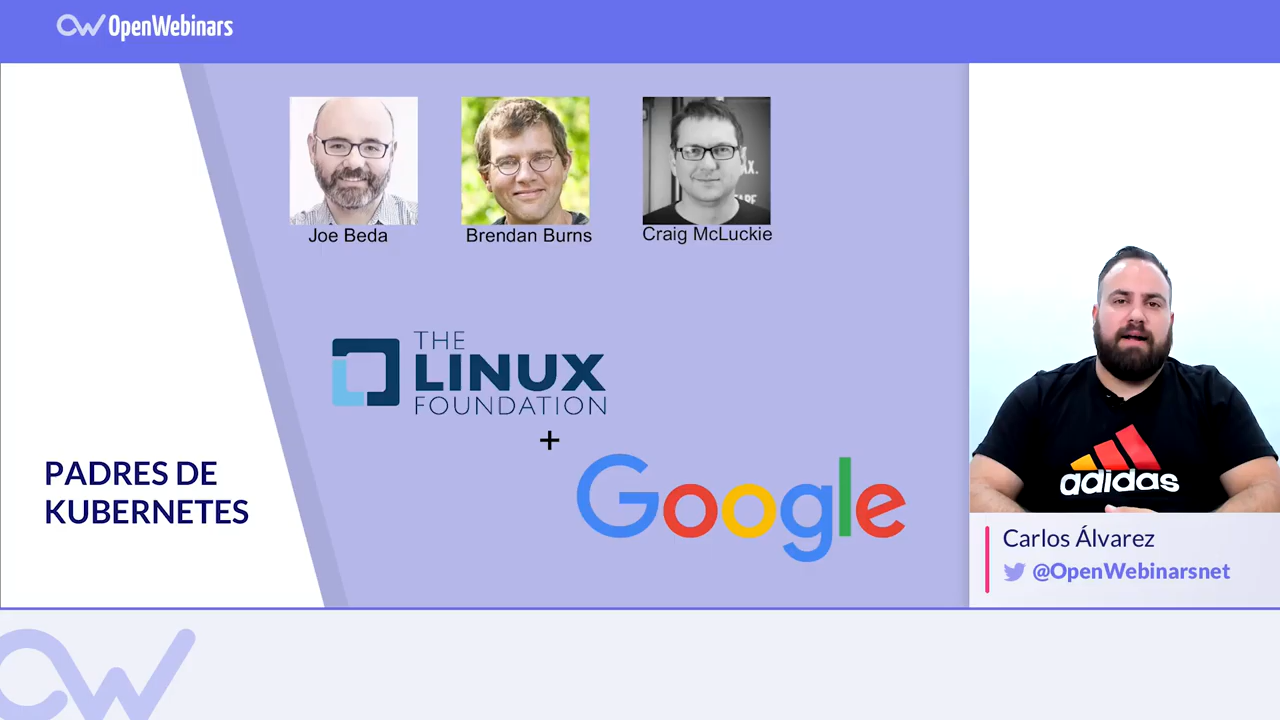 OpenWebinars
Joe Beda
Brendan Burns
Craig McLuckie
THE
LINUX
FOUNDATION
+
Google
PADRES DE
KUBERNETES
adidas
Carlos Álvarez
@OpenWebinarsnet